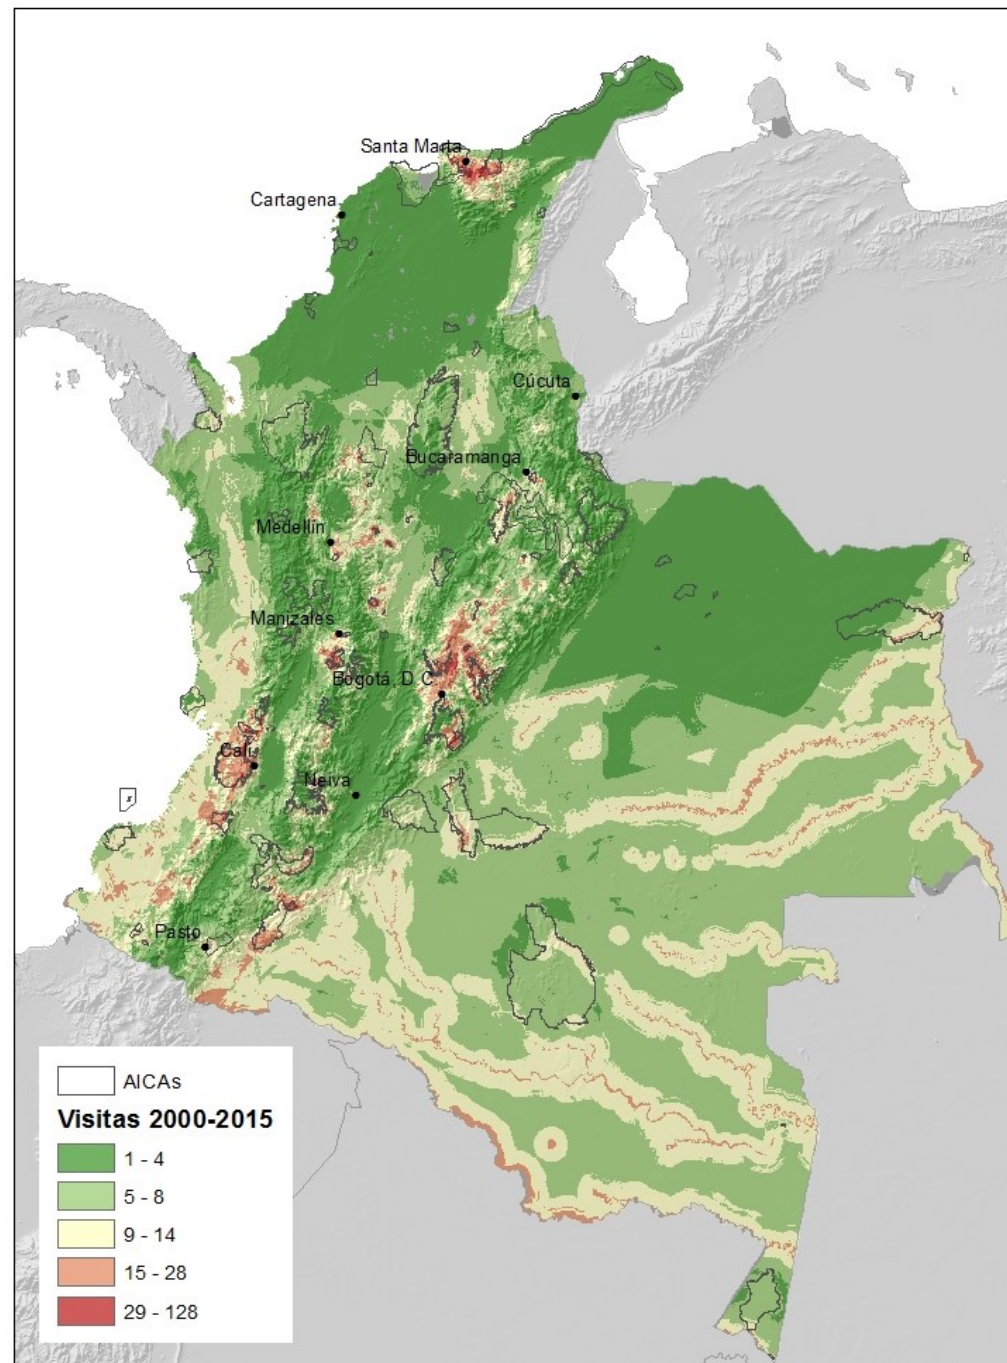 Santa Marta
Cartagena
Cúcuta
Bucaramanga
Medellín
Manizales
Bogotá, D.C
Cali
Neiva
Pasto
AICAs
Visitas 2000-2015
1 - 4
5 - 8
9 - 14
15 - 28
29 - 128